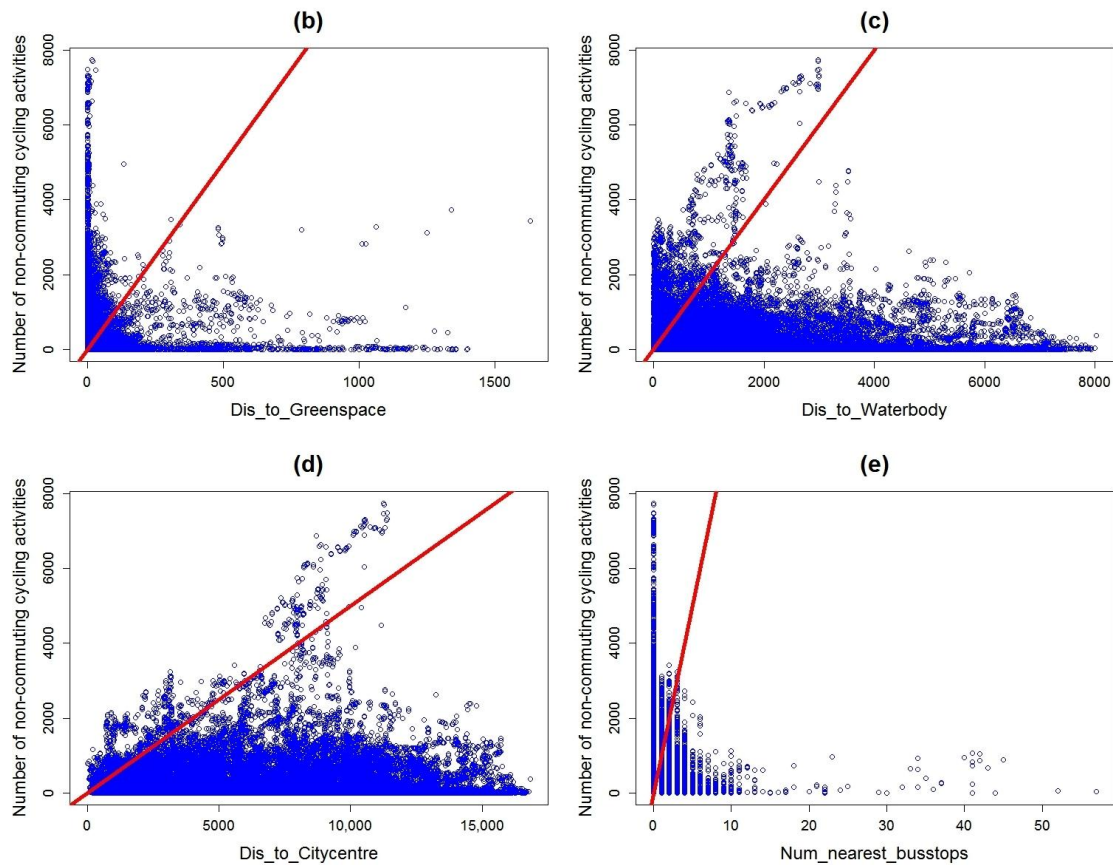 (b)
Number of non-commuting cycling activities
0 2000 4000 6000 8000
0 500 1000 1500
Dis_to_Greenspace
(c)
Number of non-commuting cycling activities
0 2000 4000 6000 8000
0 2000 4000 6000 8000
Dis_to_Waterbody
(d)
Number of non-commuting cycling activities
0 2000 4000 6000 8000
0 5000 10,000 15,000
Dis_to_Citycentre
(e)
Number of non-commuting cycling activities
0 2000 4000 6000 8000
0 10 20 30 40 50
Num_nearest_busstops